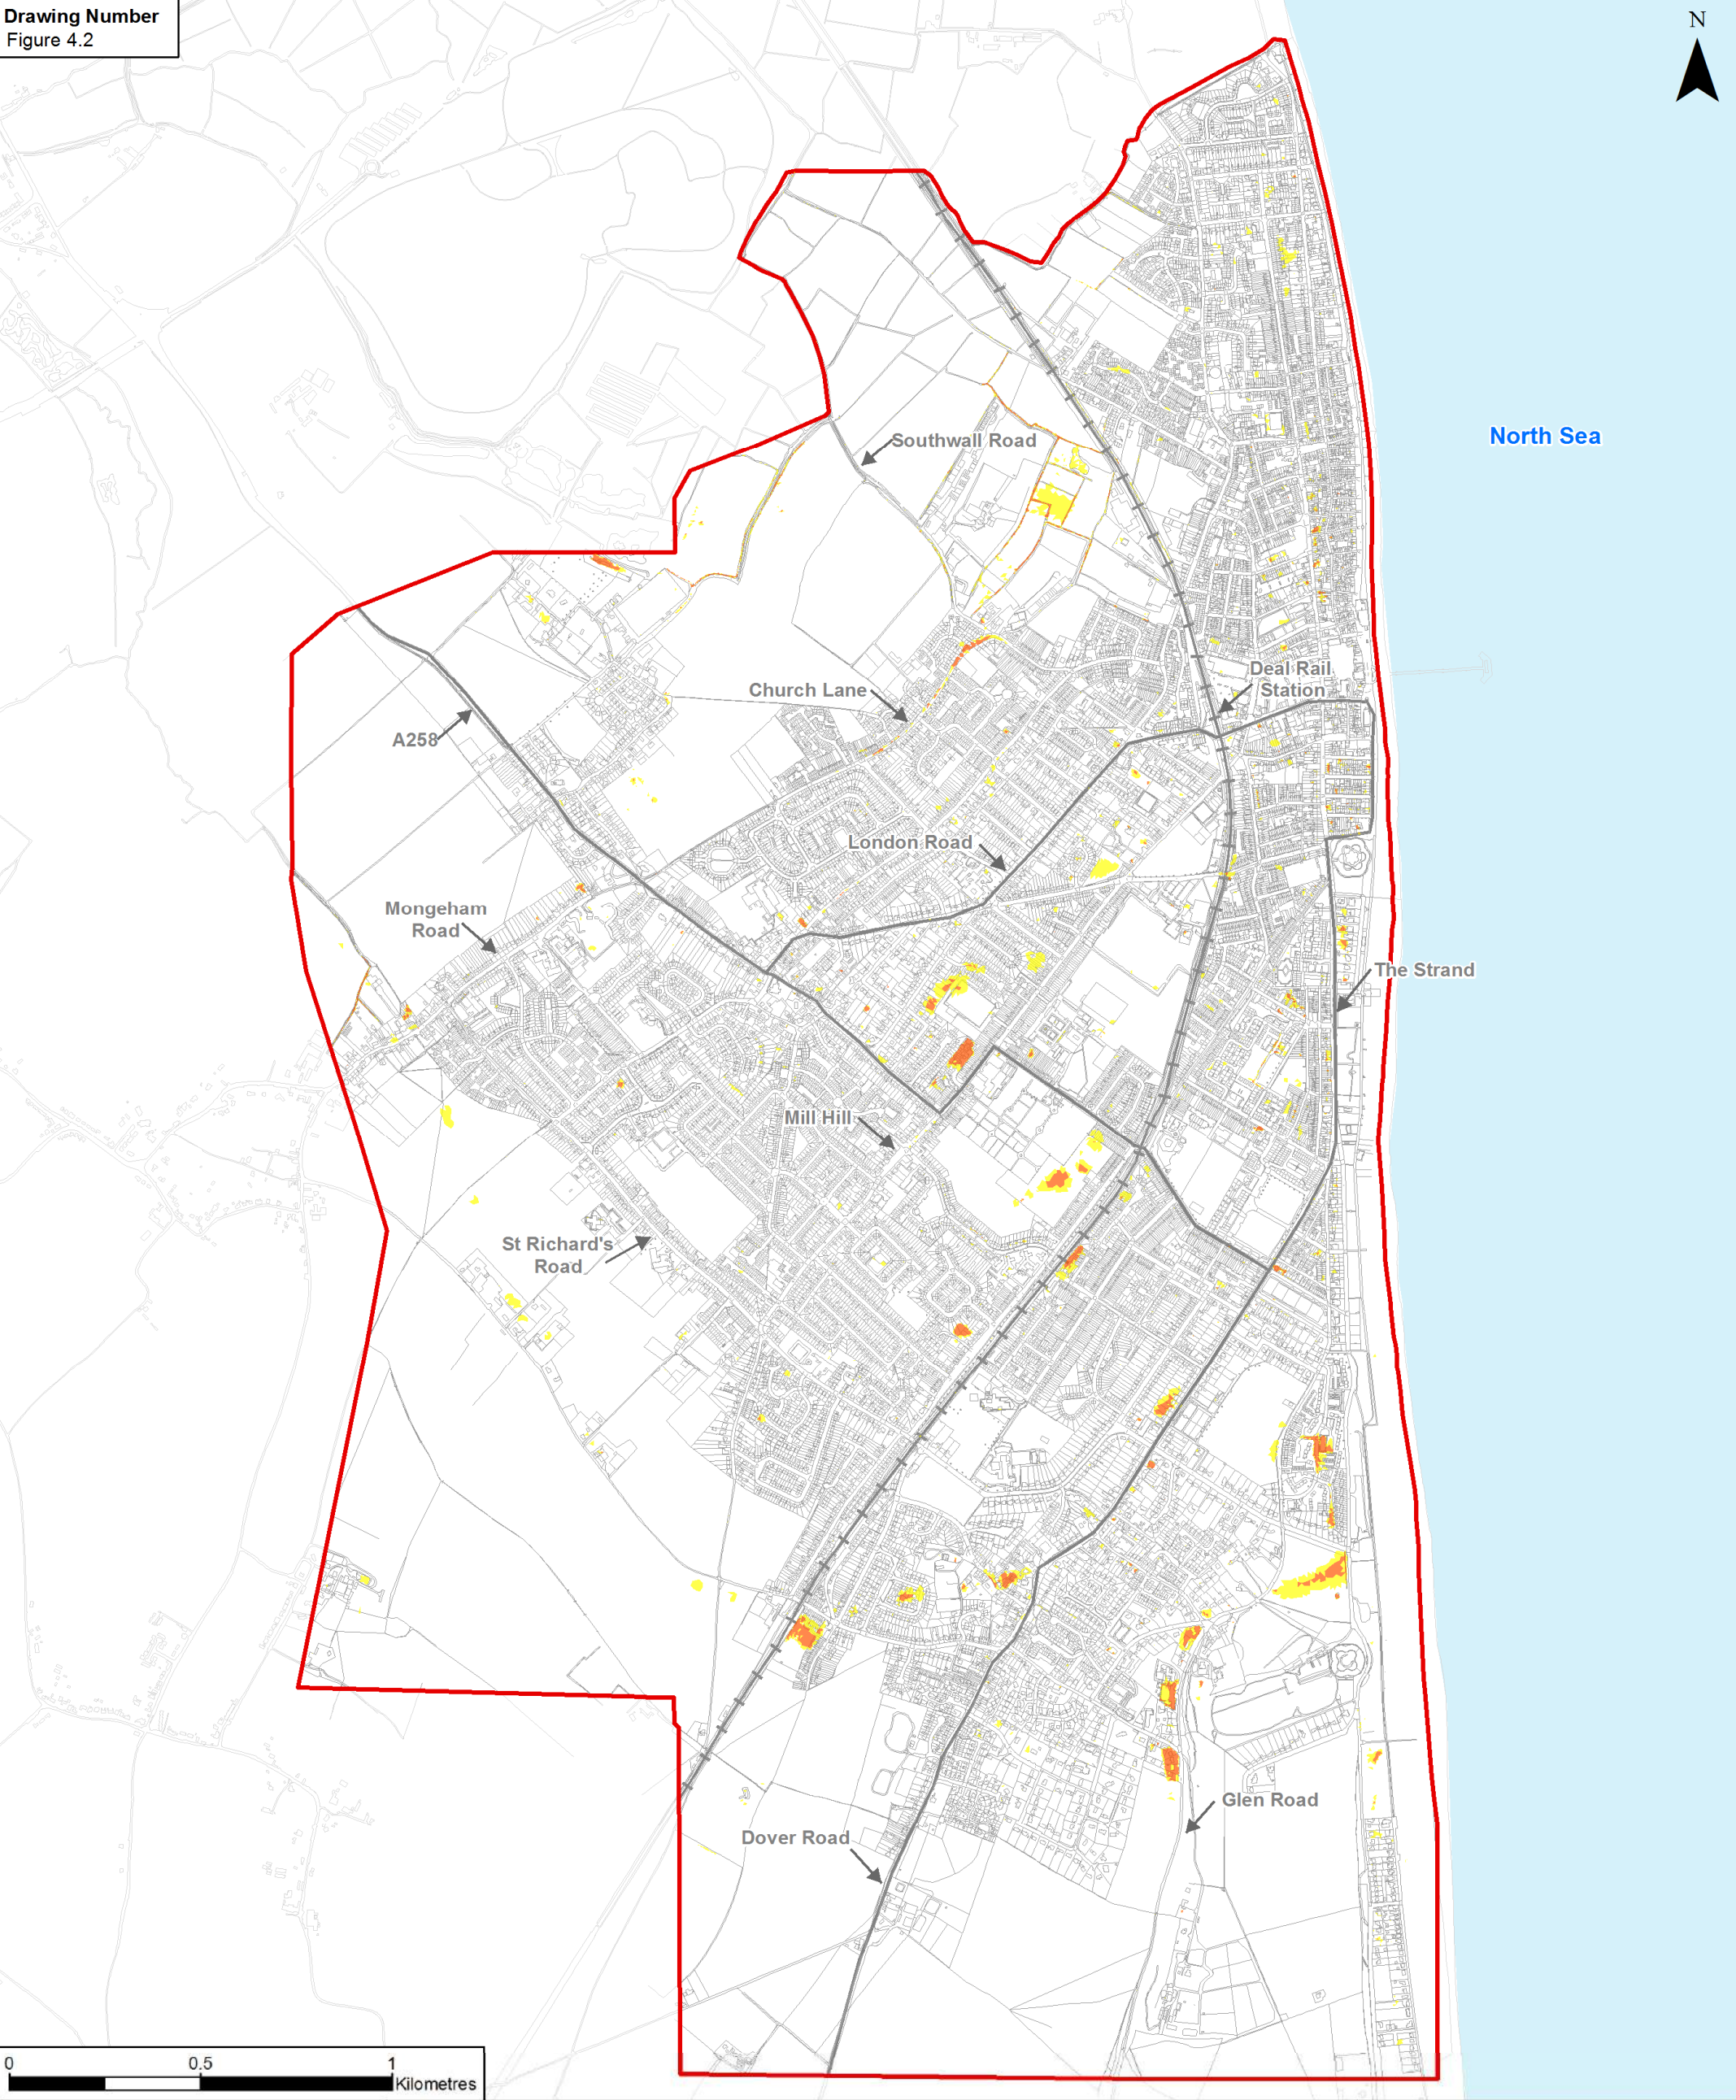 Drawing Number
Figure 4.2
N
North Sea
Southwall Road
Deal Rail
Station
Church Lane
A258
London Road
Mongeham
Road
The Strand
Mill Hill
St Richard's
Road
Glen Road
Dover Road
0 0.5 1
Kilometres